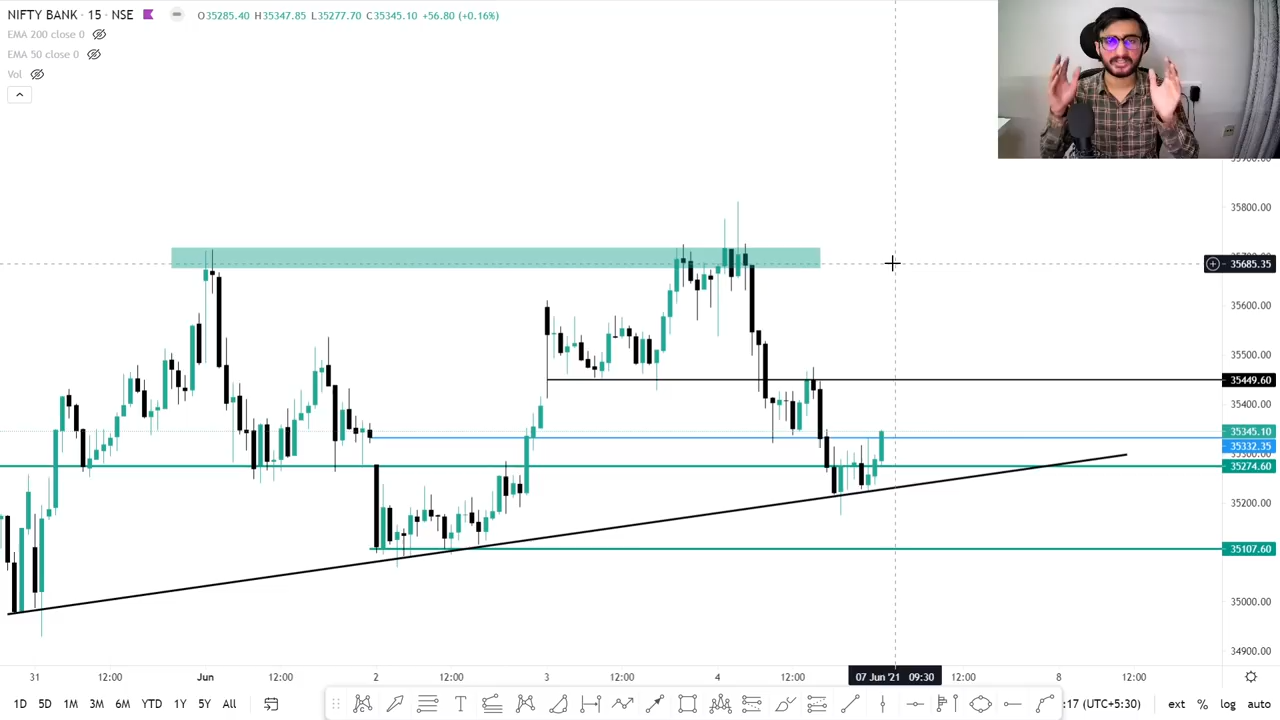 NIFTY BANK · 15 · NSE
O35285.40 H35347.85 L35277.70 C35345.10 +56.80 (+0.16%)
EMA 200 close 0
EMA 50 close 0
Vol
35800.00
35685.35
35600.00
35500.00
35449.60
35400.00
35345.10
35332.35
35300.00
35274.60
35200.00
35107.60
35000.00
34900.00
31 12:00 Jun 12:00 2 12:00 3 12:00 4 12:00 07 Jun '21 09:30 12:00 8 12:00
1D 5D 1M 3M 6M YTD 1Y 5Y All
:17 (UTC+5:30) ext % log auto